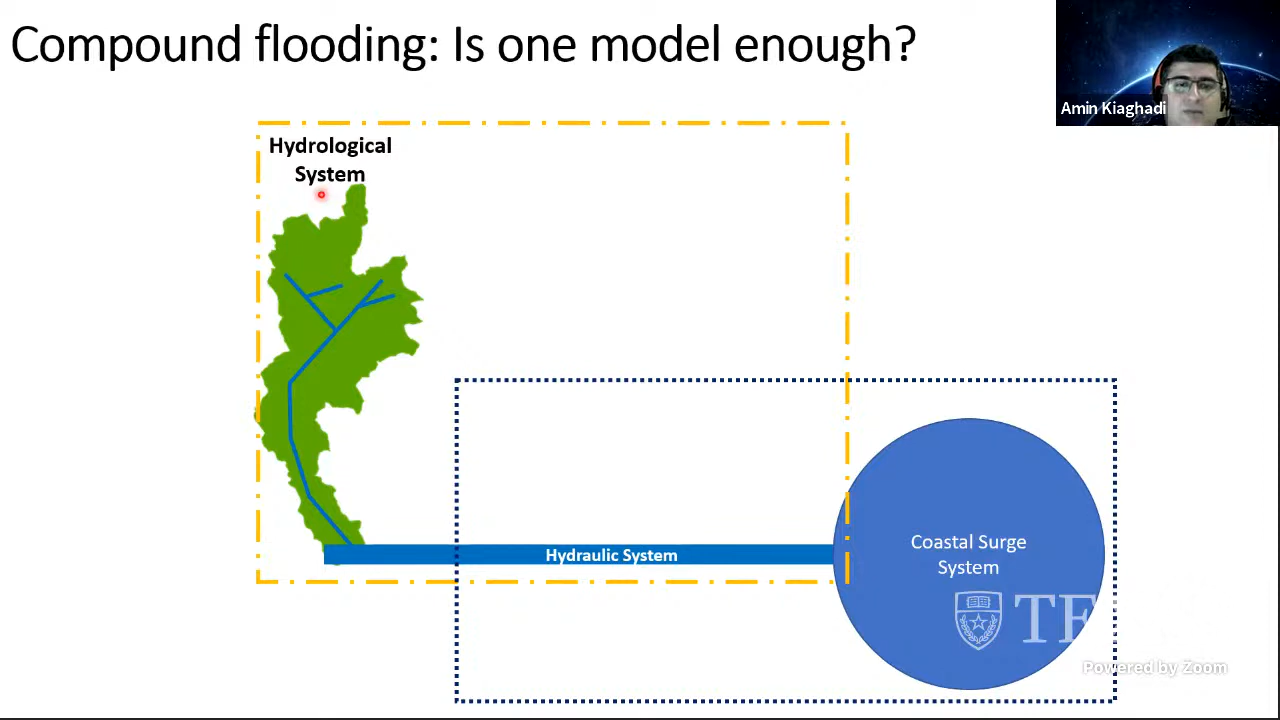 Compound flooding: Is one model enough?
Amin Kiaghadi
Hydrological
System
Hydraulic System
Coastal Surge
System
Powered by Zoom